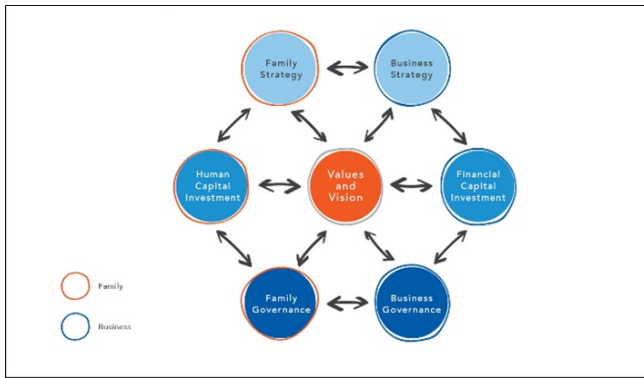 Family
Strategy
Business
Strategy
Human
Capital
Investment
Values
and
Vision
Financial
Capital
Investment
Family
Governance
Business
Governance
Family
Business